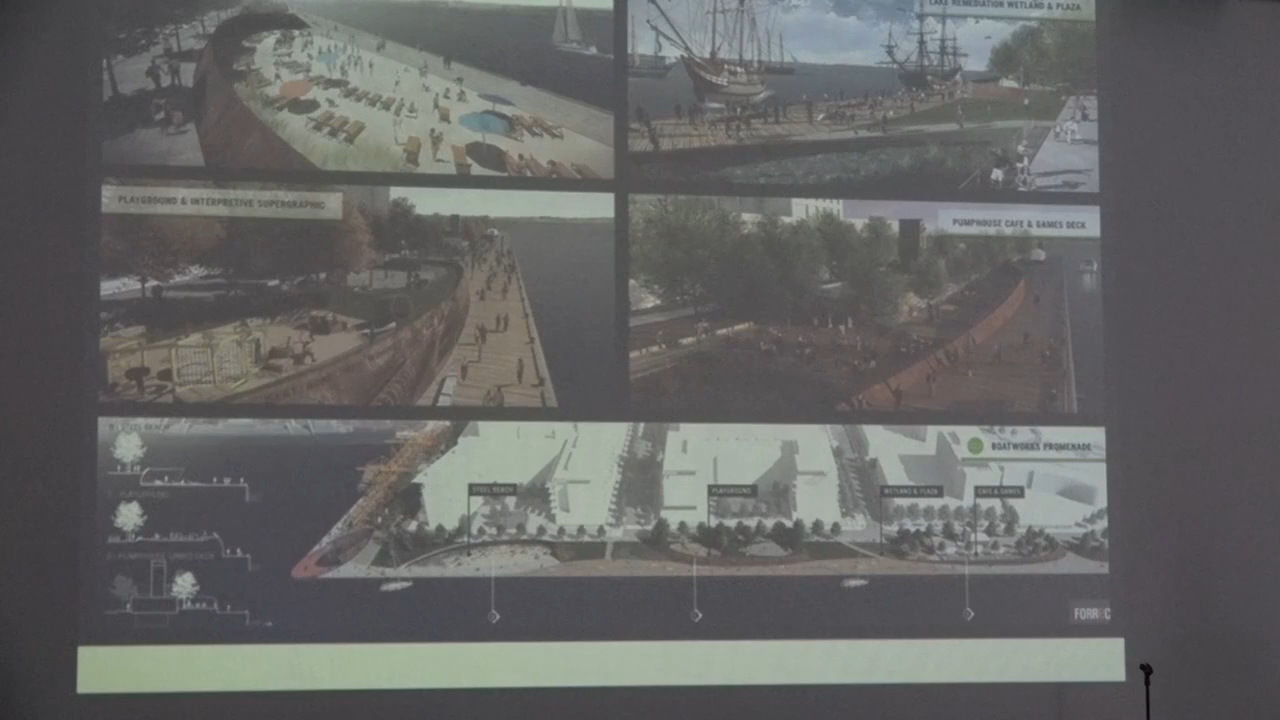 LAKE REMEDIATION WETLAND & PLAZA
PLAYGROUND & INTERPRETIVE SUPERGRAPHIC
PUMPHOUSE CAFE & GAMES DECK
BOATWORKS PROMENADE
STEEL BEACH
PLAYGROUND
WETLAND & PLAZA
CAFE & GAMES